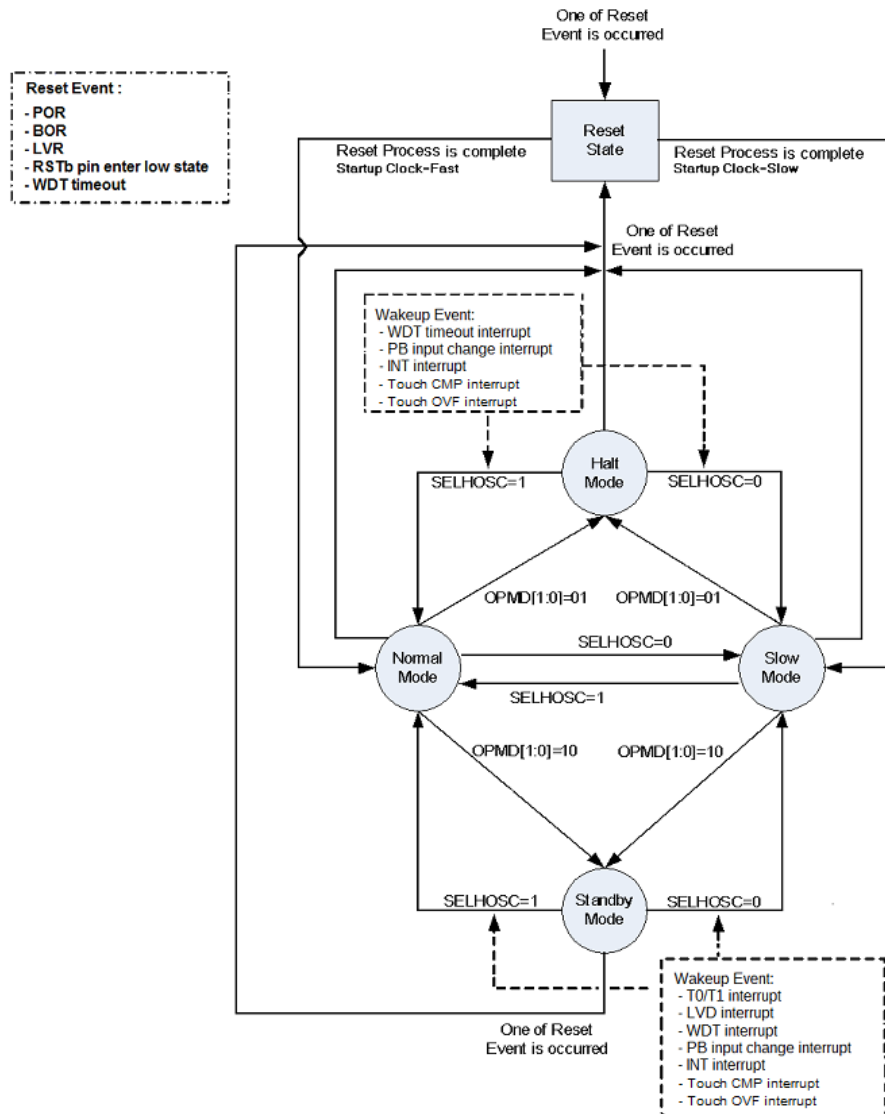 One of Reset
Event is occurred
Reset Event :
- POR
- BOR
- LVR
- RSTb pin enter low state
- WDT timeout
Reset
State
Reset Process is complete
Startup Clock-Fast
Reset Process is complete
Startup Clock-Slow
One of Reset
Event is occurred
Wakeup Event:
- WDT timeout interrupt
- PB input change interrupt
- INT interrupt
- Touch CMP interrupt
- Touch OVF interrupt
Halt
Mode
SELHOSC=1
SELHOSC=0
OPMD[1:0]=01
OPMD[1:0]=01
SELHOSC=0
Normal
Mode
Slow
Mode
SELHOSC=1
OPMD[1:0]=10
OPMD[1:0]=10
SELHOSC=1
Standby
Mode
SELHOSC=0
Wakeup Event:
- T0/T1 interrupt
- LVD interrupt
- WDT interrupt
- PB input change interrupt
- INT interrupt
- Touch CMP interrupt
- Touch OVF interrupt
One of Reset
Event is occurred